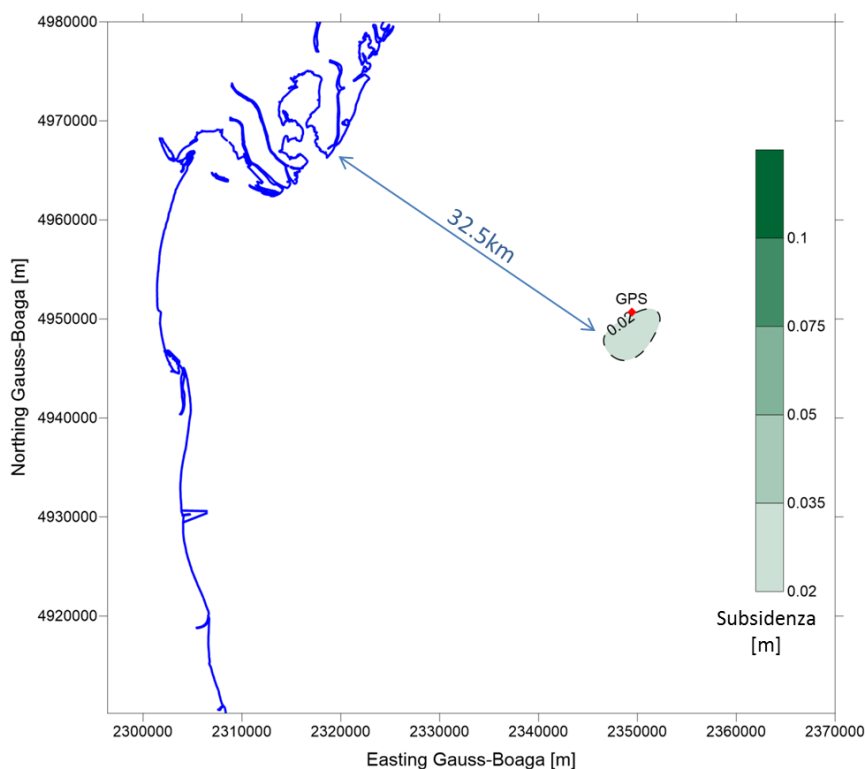 4980000
4970000
4960000
4950000
4940000
4930000
4920000
Northing Gauss-Boaga [m]
32.5km
GPS
0.02
0.1
0.075
0.05
0.035
0.02
Subsidenza
[m]
2300000 2310000 2320000 2330000 2340000 2350000 2360000 2370000
Easting Gauss-Boaga [m]